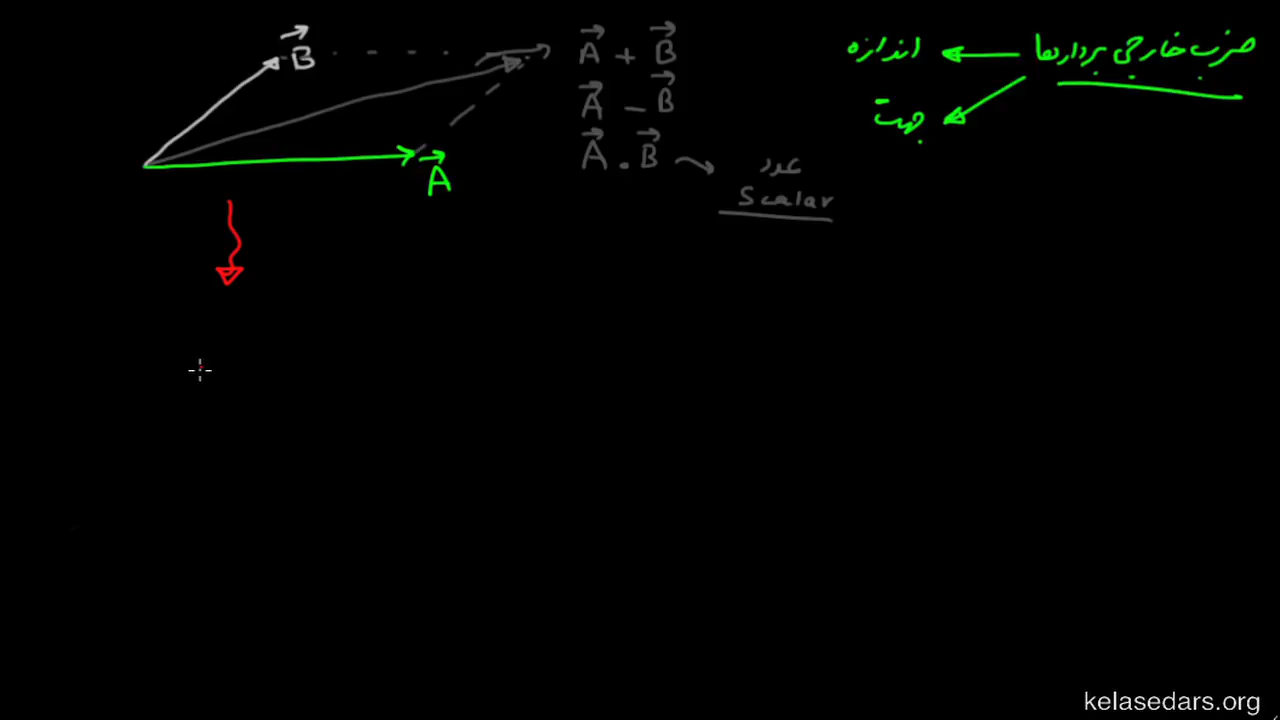 ضرب خارجی بردارها
اندازه
جهت
B
A
A + B
A - B
A . B
عدد
Scalar
kelasedars.org